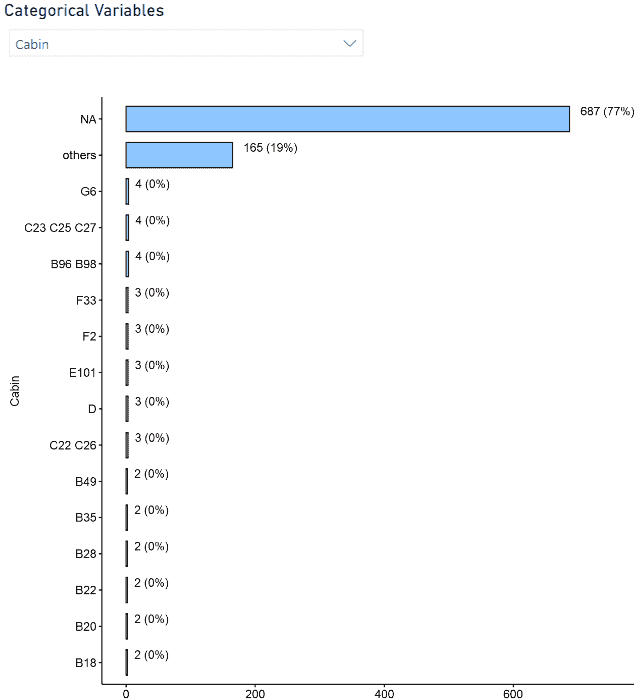 Categorical Variables
Cabin
NA 687 (77%)
others 165 (19%)
G6 4 (0%)
C23 C25 C27 4 (0%)
B96 B98 4 (0%)
F33 3 (0%)
F2 3 (0%)
E101 3 (0%)
D 3 (0%)
C22 C26 3 (0%)
B49 2 (0%)
B35 2 (0%)
B28 2 (0%)
B22 2 (0%)
B20 2 (0%)
B18 2 (0%)
Cabin
0 200 400 600